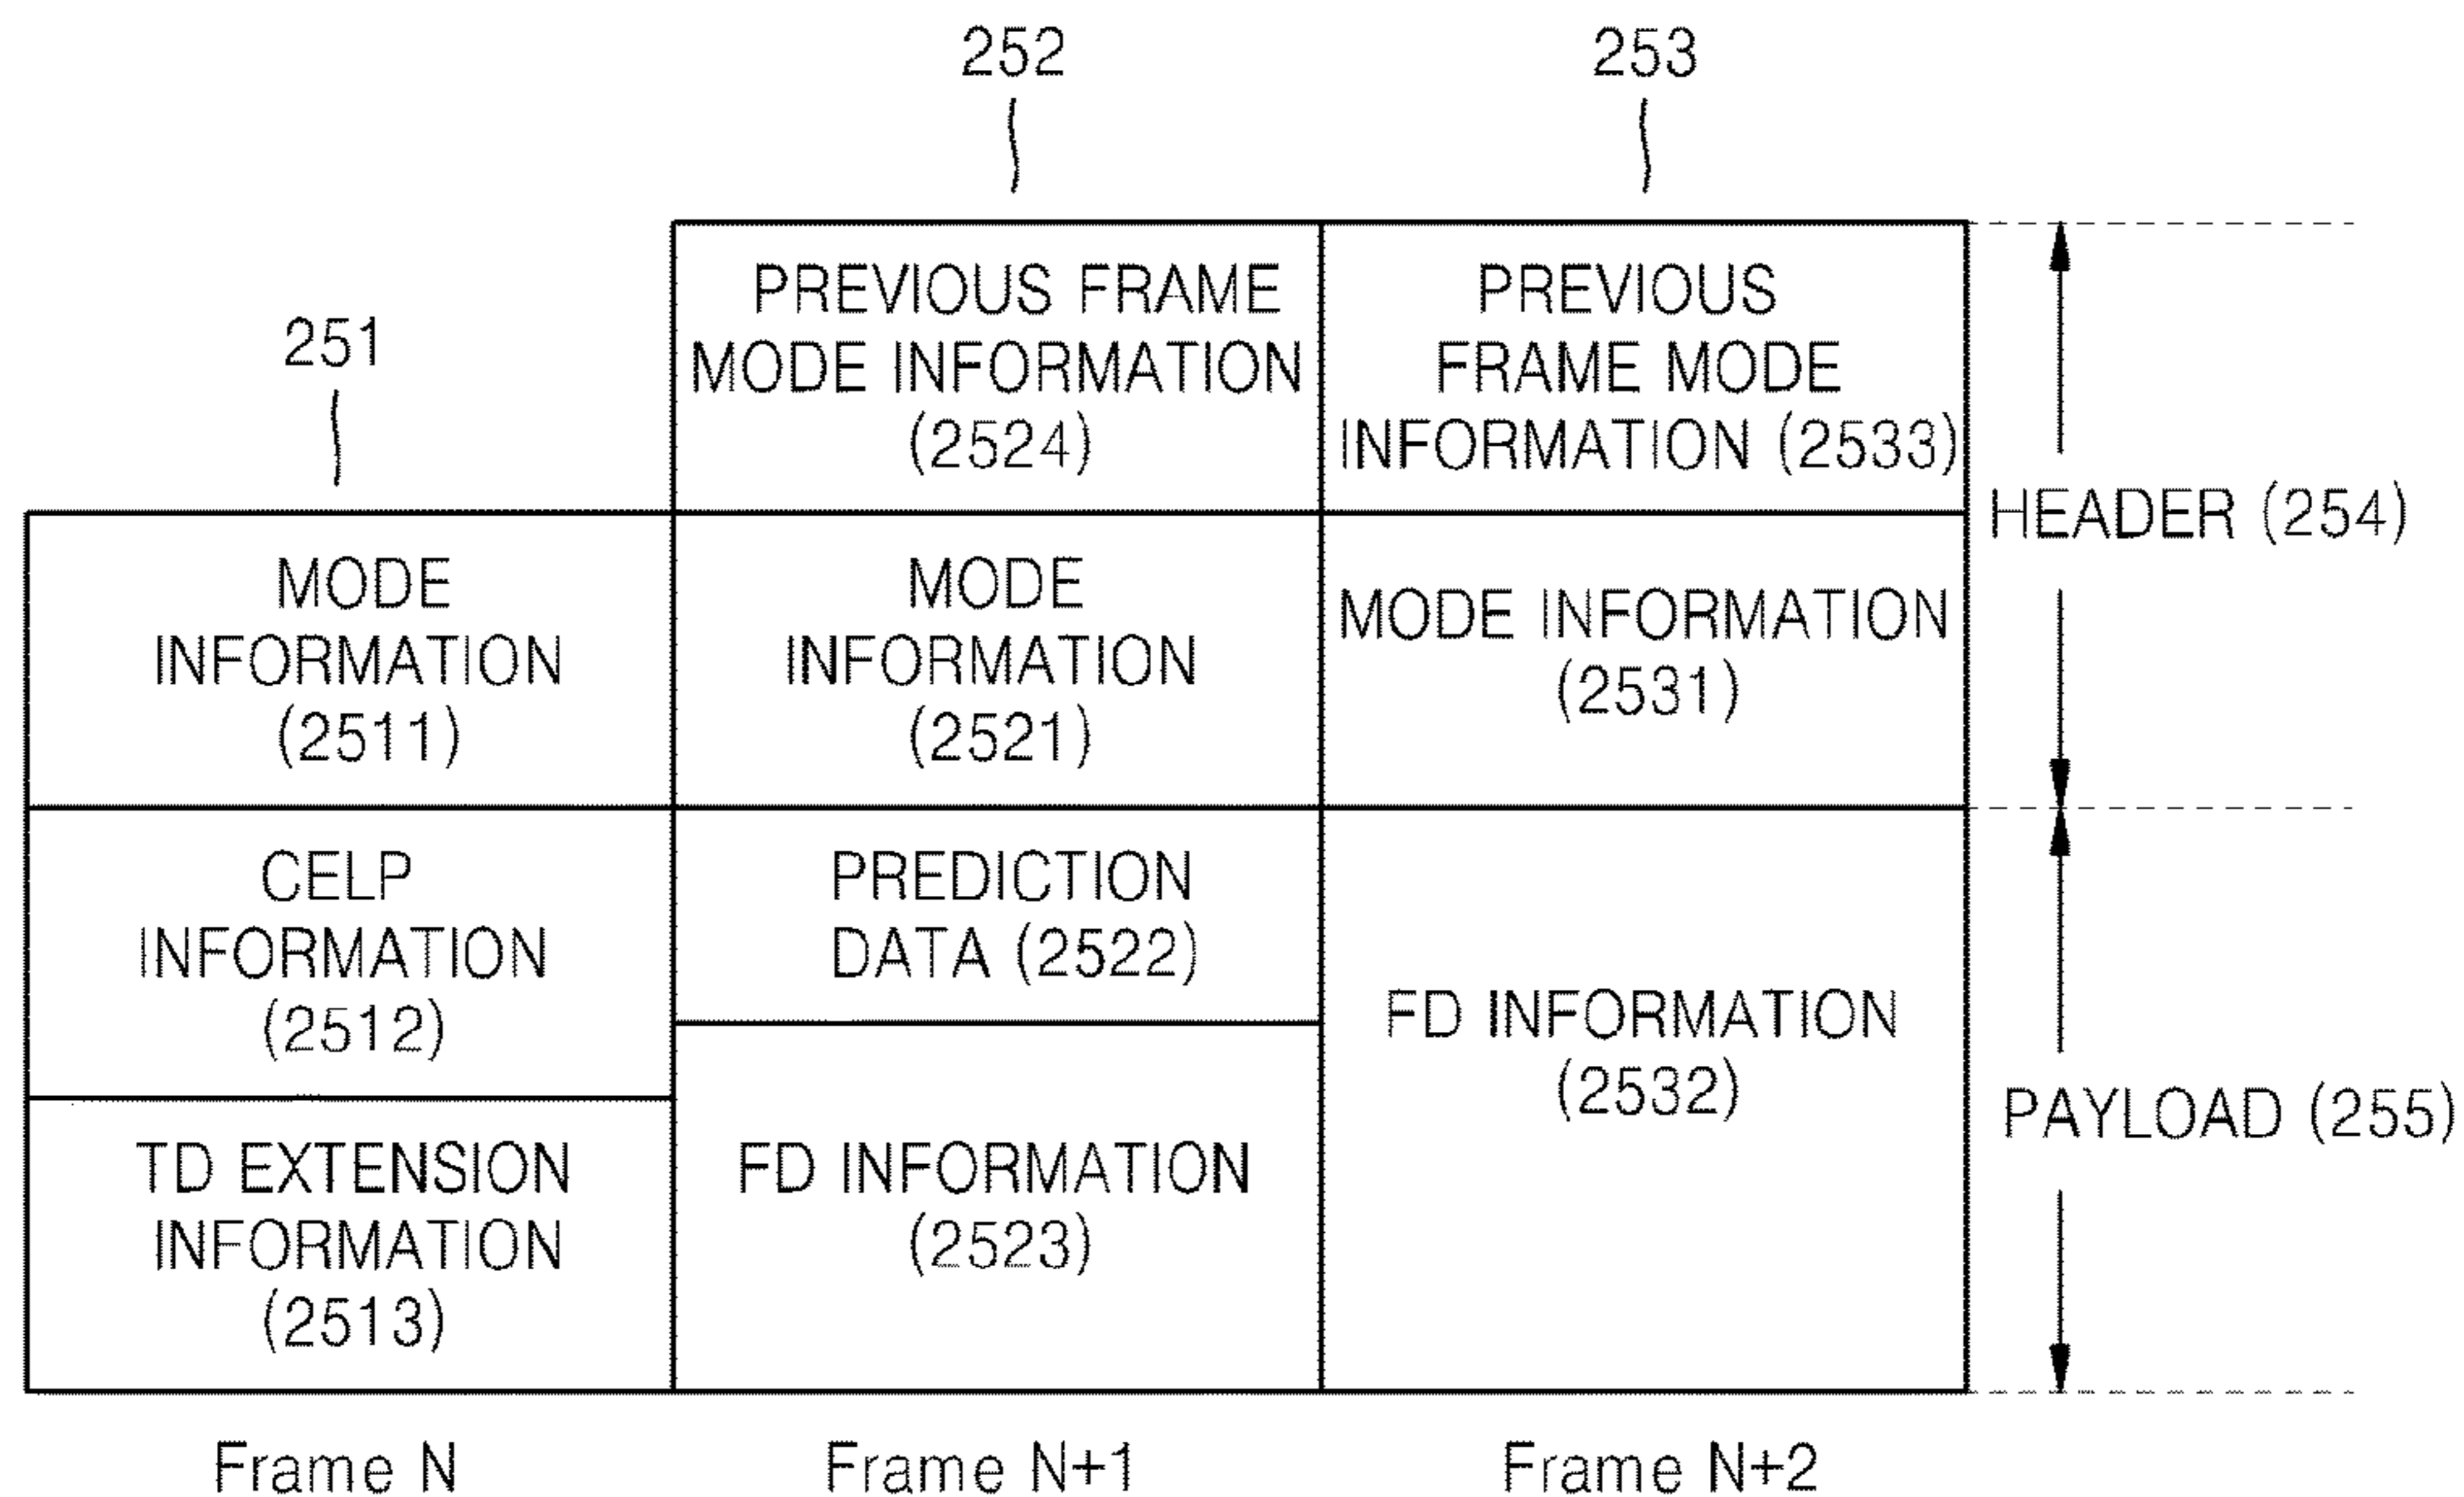 252
253
251
PREVIOUS FRAME
MODE INFORMATION
(2524)
PREVIOUS
FRAME MODE
INFORMATION (2533)
HEADER (254)
MODE
INFORMATION
(2511)
MODE
INFORMATION
(2521)
MODE INFORMATION
(2531)
CELP
INFORMATION
(2512)
PREDICTION
DATA (2522)
FD INFORMATION
(2532)
PAYLOAD (255)
TD EXTENSION
INFORMATION
(2513)
FD INFORMATION
(2523)
Frame N
Frame N+1
Frame N+2